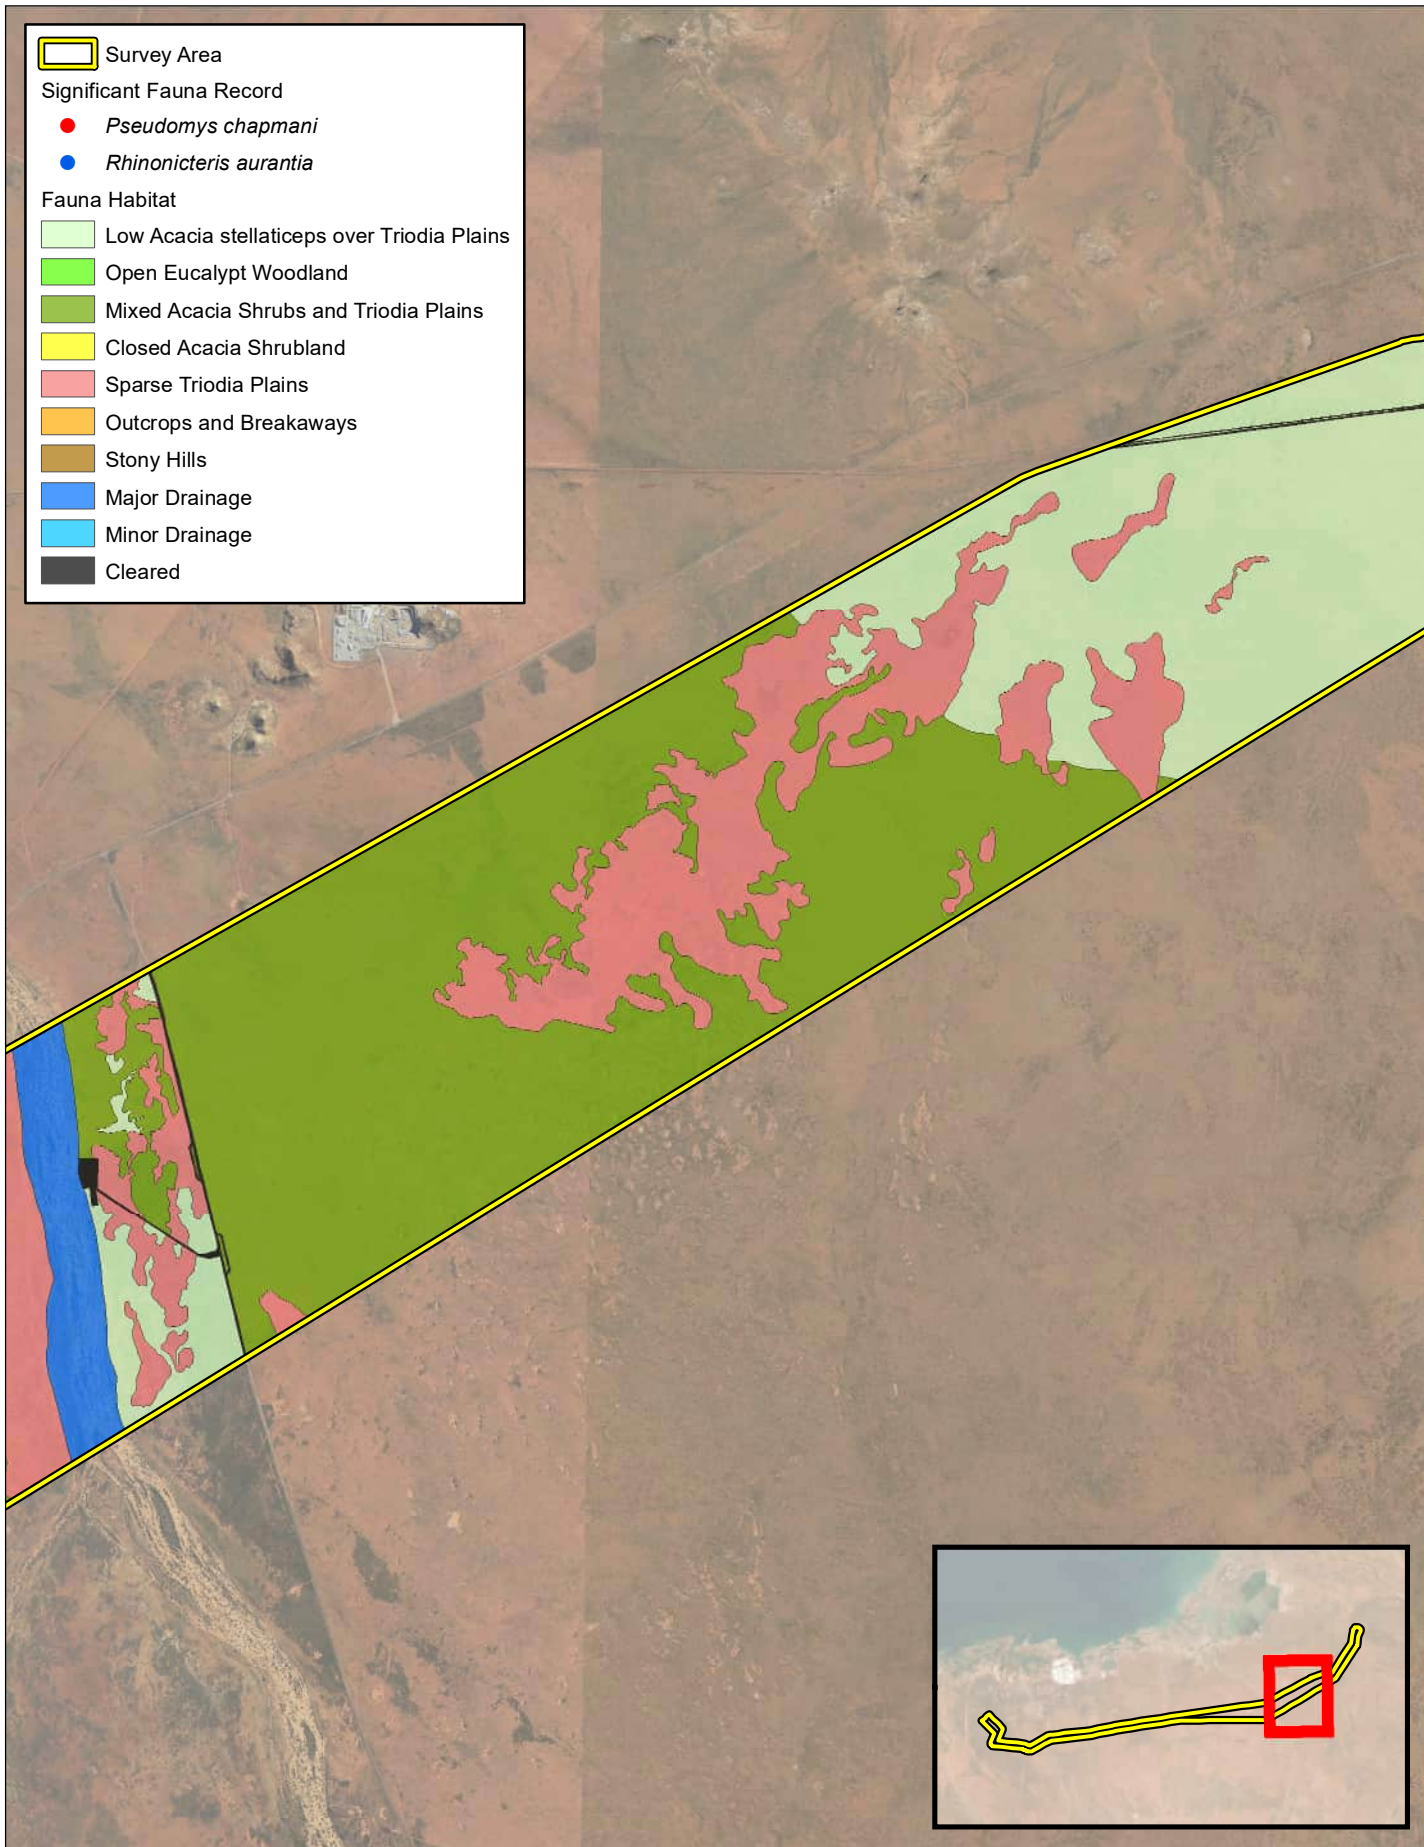 Survey Area
Significant Fauna Record
Pseudomys chapmani
Rhinonicteris aurantia
Fauna Habitat
Low Acacia stellaticeps over Triodia Plains
Open Eucalypt Woodland
Mixed Acacia Shrubs and Triodia Plains
Closed Acacia Shrubland
Sparse Triodia Plains
Outcrops and Breakaways
Stony Hills
Major Drainage
Minor Drainage
Cleared